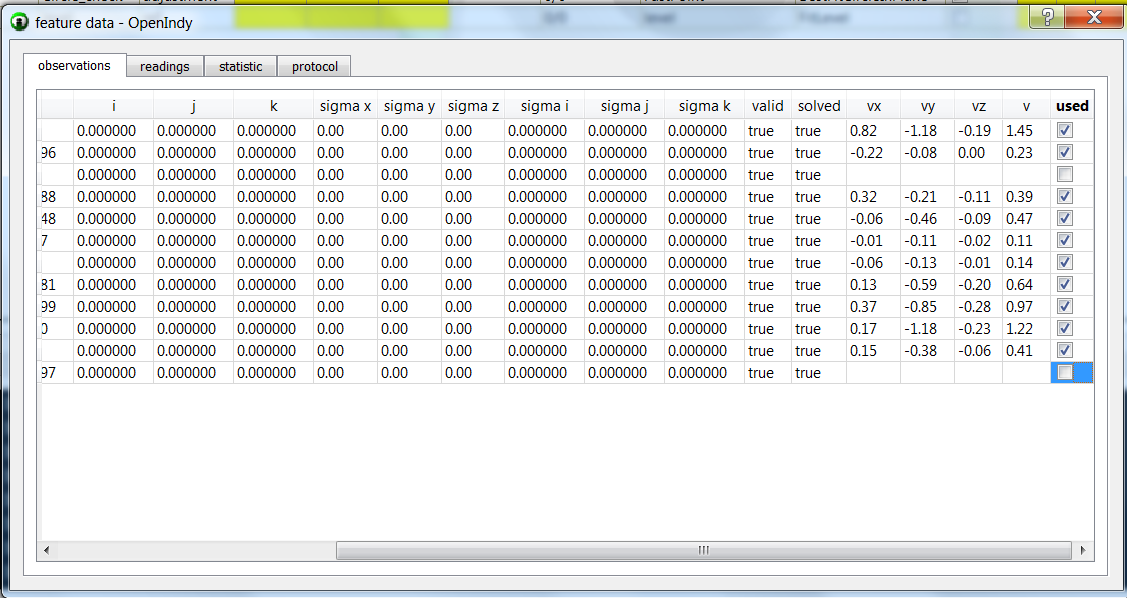 feature data - OpenIndy
observations readings statistic protocol
i j k sigma x sigma y sigma z sigma i sigma j sigma k valid solved vx vy vz v used
0.000000 0.000000 0.000000 0.00 0.00 0.00 0.000000 0.000000 0.000000 true true 0.82 -1.18 -0.19 1.45
96 0.000000 0.000000 0.000000 0.00 0.00 0.00 0.000000 0.000000 0.000000 true true -0.22 -0.08 0.00 0.23
0.000000 0.000000 0.000000 0.00 0.00 0.00 0.000000 0.000000 0.000000 true true
88 0.000000 0.000000 0.000000 0.00 0.00 0.00 0.000000 0.000000 0.000000 true true 0.32 -0.21 -0.11 0.39
48 0.000000 0.000000 0.000000 0.00 0.00 0.00 0.000000 0.000000 0.000000 true true -0.06 -0.46 -0.09 0.47
7 0.000000 0.000000 0.000000 0.00 0.00 0.00 0.000000 0.000000 0.000000 true true -0.01 -0.11 -0.02 0.11
0.000000 0.000000 0.000000 0.00 0.00 0.00 0.000000 0.000000 0.000000 true true -0.06 -0.13 -0.01 0.14
81 0.000000 0.000000 0.000000 0.00 0.00 0.00 0.000000 0.000000 0.000000 true true 0.13 -0.59 -0.20 0.64
99 0.000000 0.000000 0.000000 0.00 0.00 0.00 0.000000 0.000000 0.000000 true true 0.37 -0.85 -0.28 0.97
0 0.000000 0.000000 0.000000 0.00 0.00 0.00 0.000000 0.000000 0.000000 true true 0.17 -1.18 -0.23 1.22
0.000000 0.000000 0.000000 0.00 0.00 0.00 0.000000 0.000000 0.000000 true true 0.15 -0.38 -0.06 0.41
97 0.000000 0.000000 0.000000 0.00 0.00 0.00 0.000000 0.000000 0.000000 true true